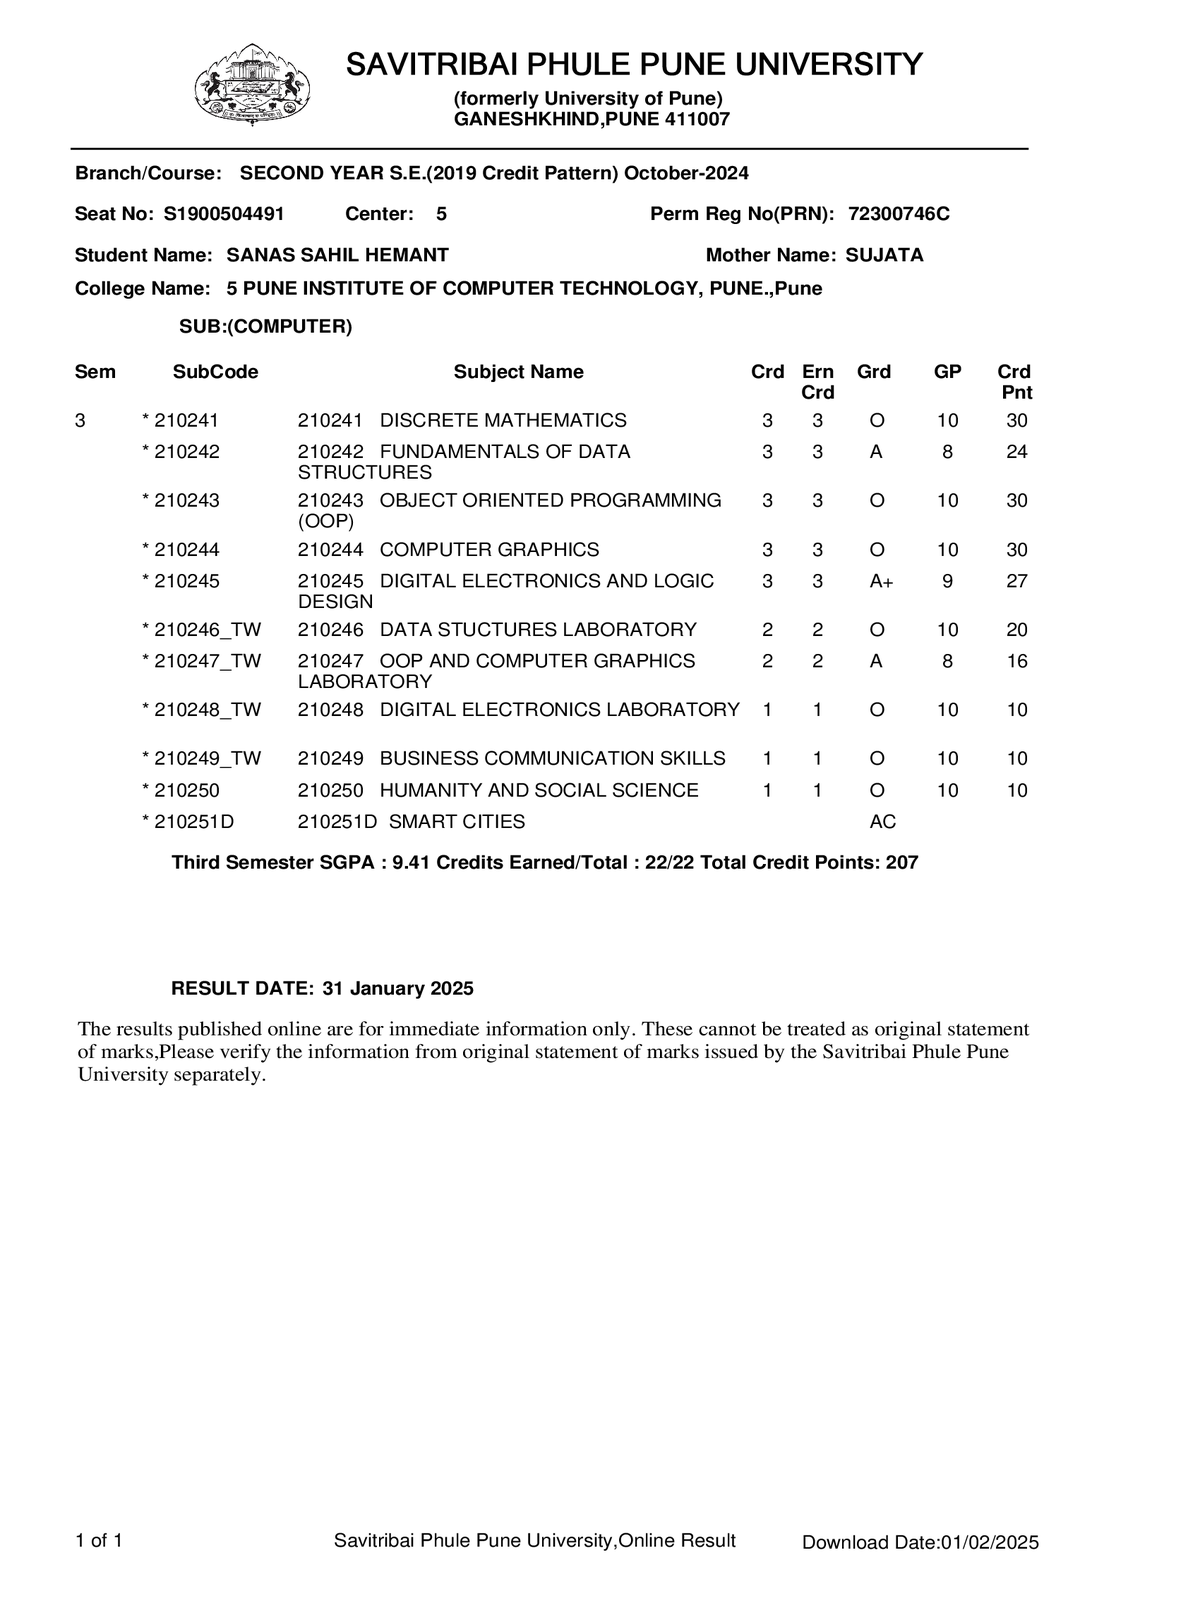 SAVITRIBAI PHULE PUNE UNIVERSITY
(formerly University of Pune)
GANESHKHIND,PUNE 411007
Branch/Course: SECOND YEAR S.E.(2019 Credit Pattern) October-2024
Seat No: S1900504491 Center: 5 Perm Reg No(PRN): 72300746C
Student Name: SANAS SAHIL HEMANT Mother Name: SUJATA
College Name: 5 PUNE INSTITUTE OF COMPUTER TECHNOLOGY, PUNE.,Pune
SUB:(COMPUTER)
Sem SubCode Subject Name Crd Ern Grd GP Crd
Crd Pnt
3 * 210241 210241 DISCRETE MATHEMATICS 3 3 O 10 30
* 210242 210242 FUNDAMENTALS OF DATA 3 3 A 8 24
STRUCTURES
* 210243 210243 OBJECT ORIENTED PROGRAMMING 3 3 O 10 30
(OOP)
* 210244 210244 COMPUTER GRAPHICS 3 3 O 10 30
* 210245 210245 DIGITAL ELECTRONICS AND LOGIC 3 3 A+ 9 27
DESIGN
* 210246_TW 210246 DATA STUCTURES LABORATORY 2 2 O 10 20
* 210247_TW 210247 OOP AND COMPUTER GRAPHICS 2 2 A 8 16
LABORATORY
* 210248_TW 210248 DIGITAL ELECTRONICS LABORATORY 1 1 O 10 10
* 210249_TW 210249 BUSINESS COMMUNICATION SKILLS 1 1 O 10 10
* 210250 210250 HUMANITY AND SOCIAL SCIENCE 1 1 O 10 10
* 210251D 210251D SMART CITIES AC
Third Semester SGPA : 9.41 Credits Earned/Total : 22/22 Total Credit Points: 207
RESULT DATE: 31 January 2025
The results published online are for immediate information only. These cannot be treated as original statement
of marks,Please verify the information from original statement of marks issued by the Savitribai Phule Pune
University separately.
1 of 1 Savitribai Phule Pune University,Online Result Download Date:01/02/2025